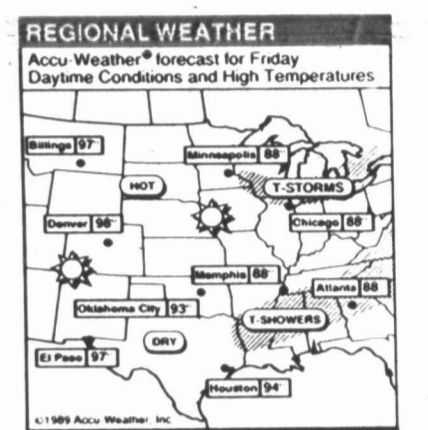 REGIONAL WEATHER
Accu-Weather® forecast for Friday
Daytime Conditions and High Temperatures
Billings 97°
Minneapolis 88°
HOT
T-STORMS
Denver 98°
Chicago 88°
Memphis 88°
Atlanta 88
Oklahoma City 93°
T-SHOWERS
DRY
El Paso 97°
Houston 94°
©1989 Accu Weather, Inc